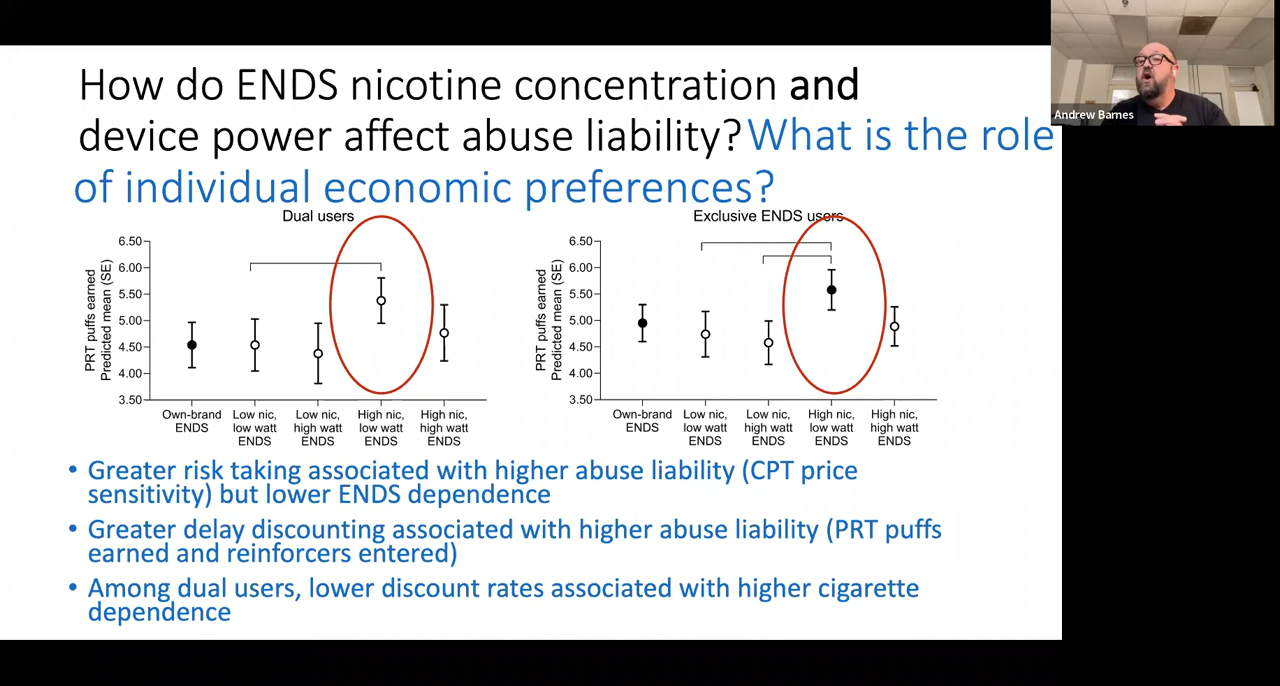 How do ENDS nicotine concentration and
device power affect abuse liability? What is the role
of individual economic preferences?
Andrew Barnes
Dual users
PRT puffs earned
Predicted mean (SE)
6.50
6.00
5.50
5.00
4.50
4.00
3.50
Own-brand
ENDS
Low nic,
low watt
ENDS
Low nic,
high watt
ENDS
High nic,
low watt
ENDS
High nic,
high watt
ENDS
Exclusive ENDS users
PRT puffs earned
Predicted mean (SE)
6.50
6.00
5.50
5.00
4.50
4.00
3.50
Own-brand
ENDS
Low nic,
low watt
ENDS
Low nic,
high watt
ENDS
High nic,
low watt
ENDS
High nic,
high watt
ENDS
• Greater risk taking associated with higher abuse liability (CPT price
sensitivity) but lower ENDS dependence
• Greater delay discounting associated with higher abuse liability (PRT puffs
earned and reinforcers entered)
• Among dual users, lower discount rates associated with higher cigarette
dependence